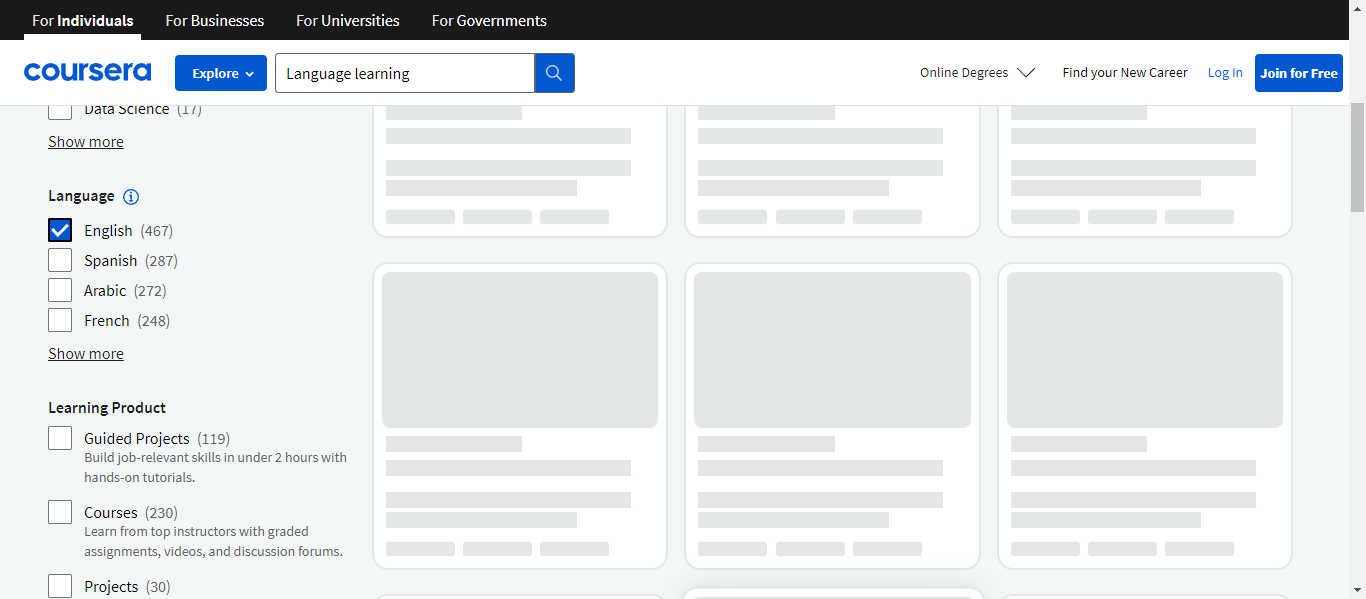 For Individuals For Businesses For Universities For Governments
coursera Explore Language learning Online Degrees Find your New Career Log In Join for Free
Data Science (17)
Show more
Language
English (467)
Spanish (287)
Arabic (272)
French (248)
Show more
Learning Product
Guided Projects (119)
Build job-relevant skills in under 2 hours with
hands-on tutorials.
Courses (230)
Learn from top instructors with graded
assignments, videos, and discussion forums.
Projects (30)